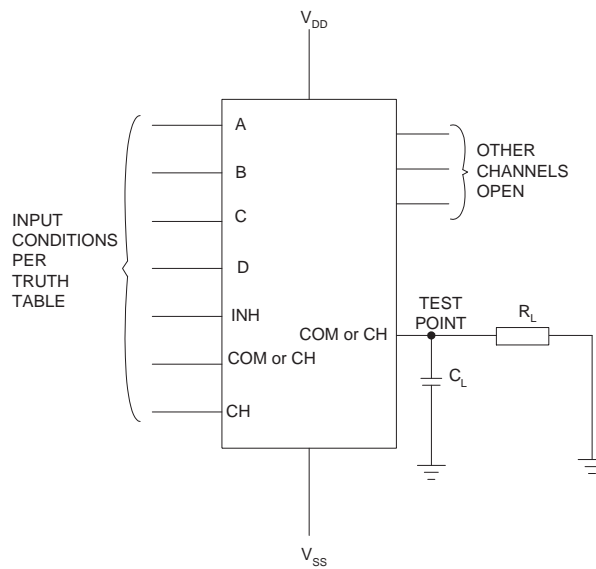 V_DD
A
B
C
D
INH
COM or CH
CH
INPUT
CONDITIONS
PER
TRUTH
TABLE
OTHER
CHANNELS
OPEN
COM or CH
TEST
POINT
R_L
C_L
V_SS